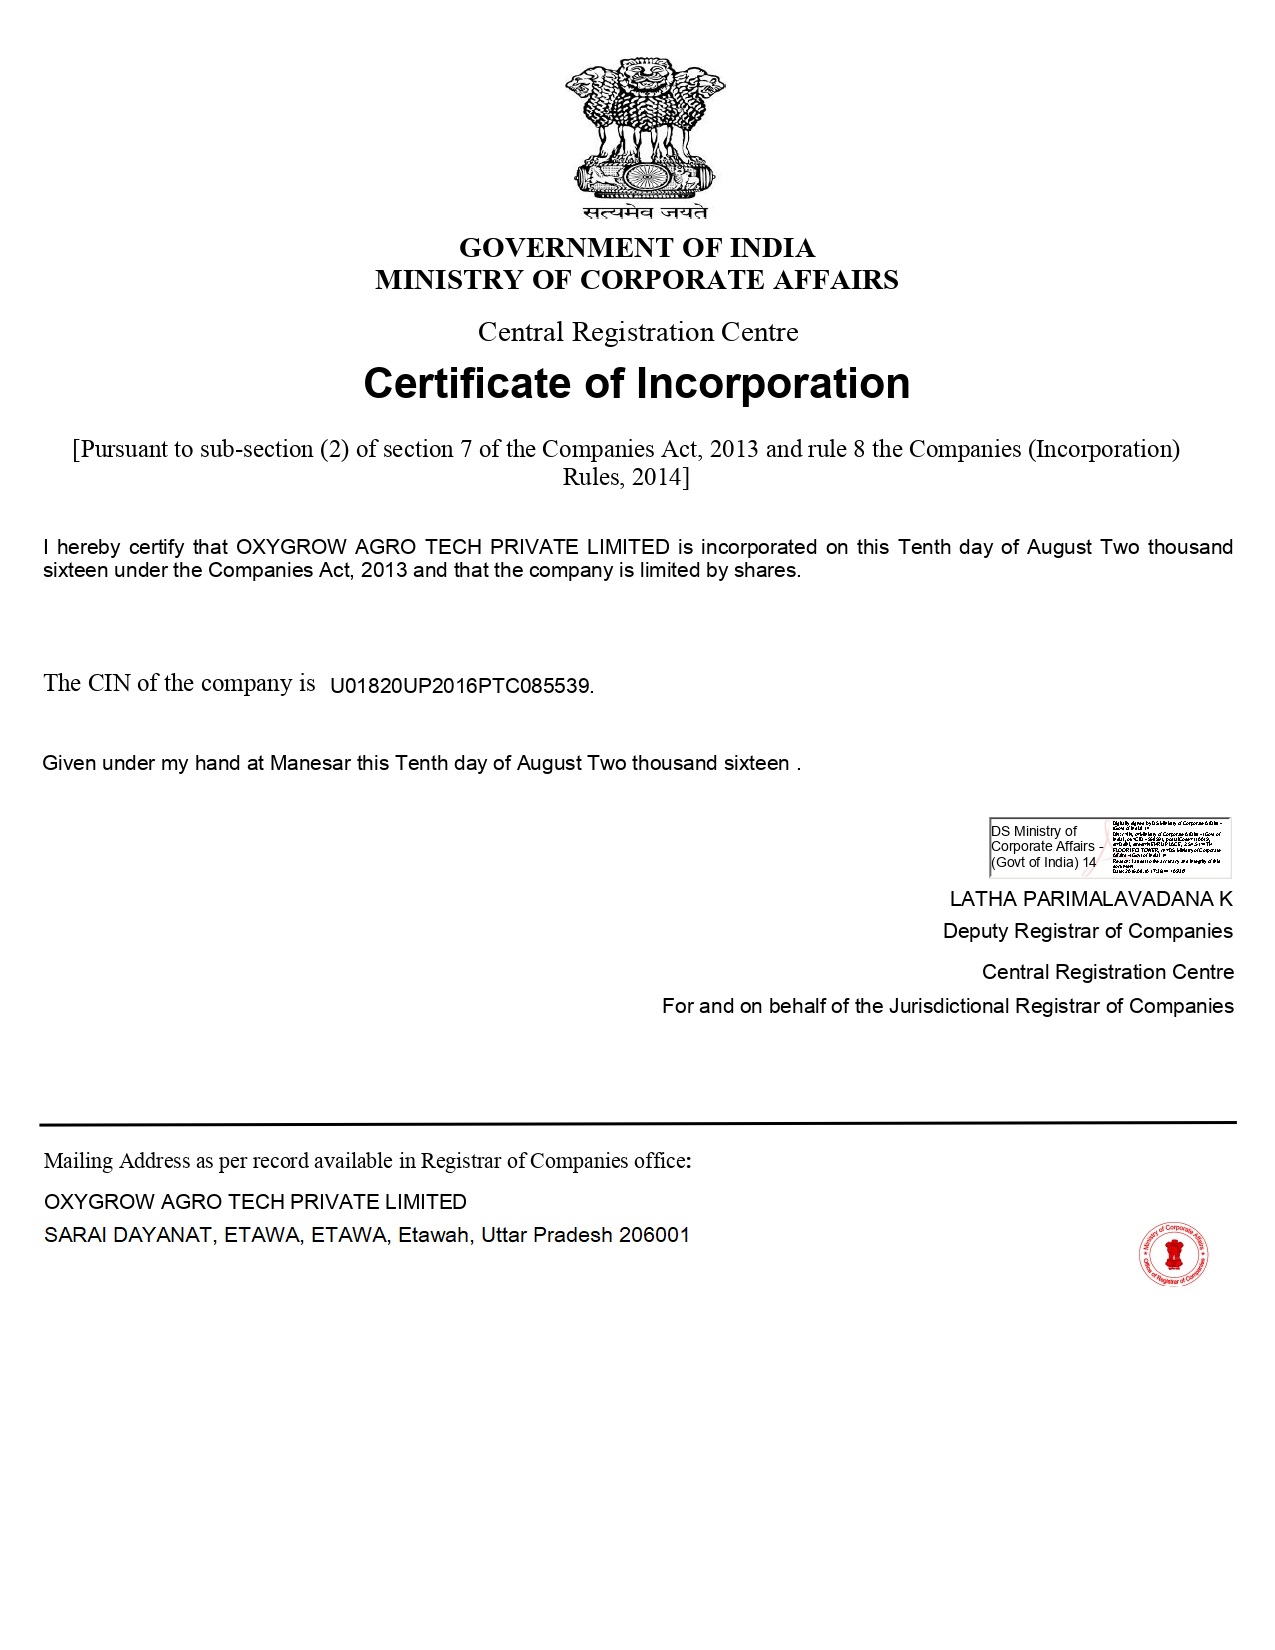 सत्यमेव जयते
GOVERNMENT OF INDIA
MINISTRY OF CORPORATE AFFAIRS
Central Registration Centre
Certificate of Incorporation
[Pursuant to sub-section (2) of section 7 of the Companies Act, 2013 and rule 8 the Companies (Incorporation)
Rules, 2014]
I hereby certify that OXYGROW AGRO TECH PRIVATE LIMITED is incorporated on this Tenth day of August Two thousand
sixteen under the Companies Act, 2013 and that the company is limited by shares.
The CIN of the company is U01820UP2016PTC085539.
Given under my hand at Manesar this Tenth day of August Two thousand sixteen .
DS Ministry of
Corporate Affairs -
(Govt of India) 14
LATHA PARIMALAVADANA K
Deputy Registrar of Companies
Central Registration Centre
For and on behalf of the Jurisdictional Registrar of Companies
Mailing Address as per record available in Registrar of Companies office:
OXYGROW AGRO TECH PRIVATE LIMITED
SARAI DAYANAT, ETAWA, ETAWA, Etawah, Uttar Pradesh 206001
Ministry of Corporate Affairs
Office of Registrar of Companies